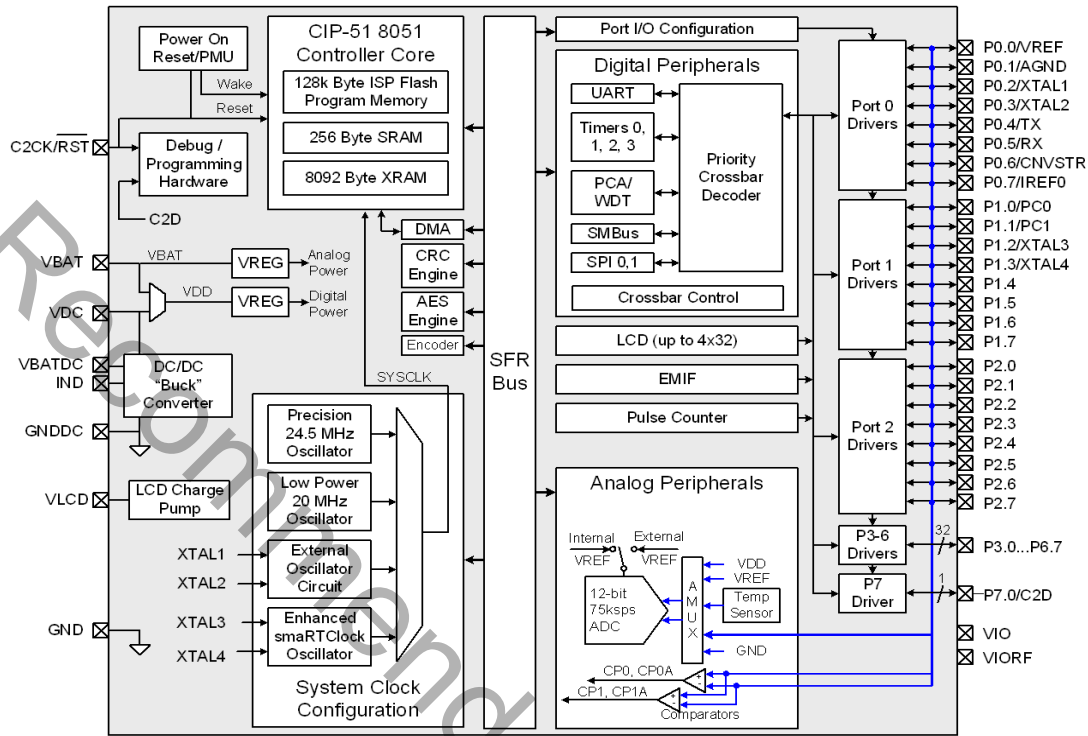 Power On
Reset/PMU
Wake
Reset
C2CK/RST
Debug /
Programming
Hardware
C2D
CIP-51 8051
Controller Core
128k Byte ISP Flash
Program Memory
256 Byte SRAM
8092 Byte XRAM
DMA
CRC
Engine
AES
Engine
Encoder
SYSCLK
VBAT
VBAT
VREG
Analog
Power
VDC
VDD
VREG
Digital
Power
VBATDC
IND
DC/DC
"Buck"
Converter
GNDDC
VLCD
LCD Charge
Pump
Precision
24.5 MHz
Oscillator
Low Power
20 MHz
Oscillator
XTAL1
XTAL2
External
Oscillator
Circuit
XTAL3
XTAL4
Enhanced
smaRTClock
Oscillator
System Clock
Configuration
GND
SFR
Bus
Port I/O Configuration
Digital Peripherals
UART
Timers 0,
1, 2, 3
PCA/
WDT
SMBus
SPI 0,1
Priority
Crossbar
Decoder
Crossbar Control
LCD (up to 4x32)
EMIF
Pulse Counter
Analog Peripherals
Internal
VREF
External
VREF
12-bit
75ksps
ADC
A
M
U
X
VDD
VREF
Temp
Sensor
GND
CP0, CP0A
CP1, CP1A
+
-
+
-
Comparators
Port 0
Drivers
Port 1
Drivers
Port 2
Drivers
P3-6
Drivers
P7
Driver
32
1
P0.0/VREF
P0.1/AGND
P0.2/XTAL1
P0.3/XTAL2
P0.4/TX
P0.5/RX
P0.6/CNVSTR
P0.7/IREF0
P1.0/PC0
P1.1/PC1
P1.2/XTAL3
P1.3/XTAL4
P1.4
P1.5
P1.6
P1.7
P2.0
P2.1
P2.2
P2.3
P2.4
P2.5
P2.6
P2.7
P3.0...P6.7
P7.0/C2D
VIO
VIORF
Recommend